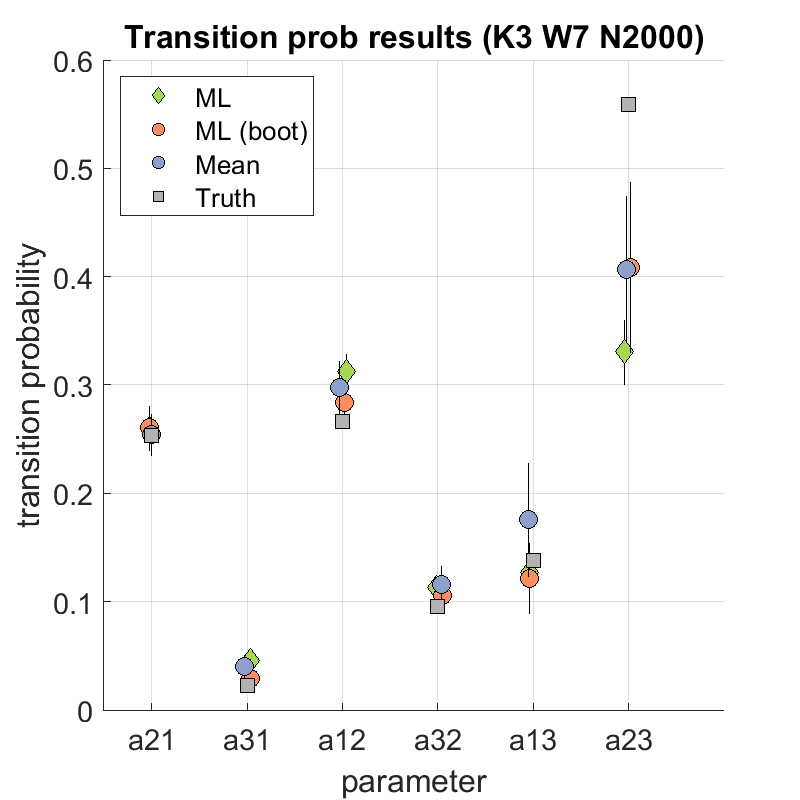 Transition prob results (K3 W7 N2000)
ML
ML (boot)
Mean
Truth
0.6
0.5
0.4
0.3
0.2
0.1
0
transition probability
a21 a31 a12 a32 a13 a23
parameter